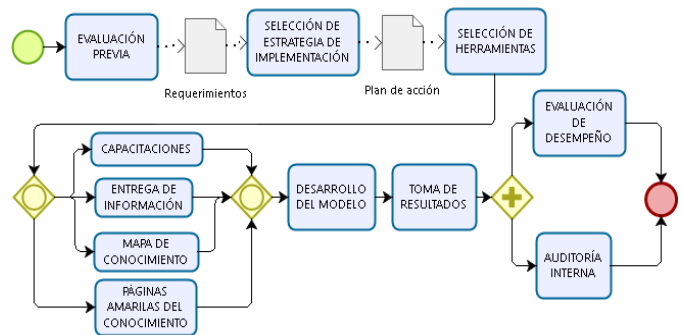 EVALUACIÓN
PREVIA
Requerimientos
SELECCIÓN DE
ESTRATEGIA DE
IMPLEMENTACIÓN
Plan de acción
SELECCIÓN DE
HERRAMIENTAS
CAPACITACIONES
ENTREGA DE
INFORMACIÓN
MAPA DE
CONOCIMIENTO
PÁGINAS
AMARILAS DEL
CONOCIMIENTO
DESARROLLO
DEL MODELO
TOMA DE
RESULTADOS
EVALUACIÓN
DE
DESEMPEÑO
AUDITORÍA
INTERNA